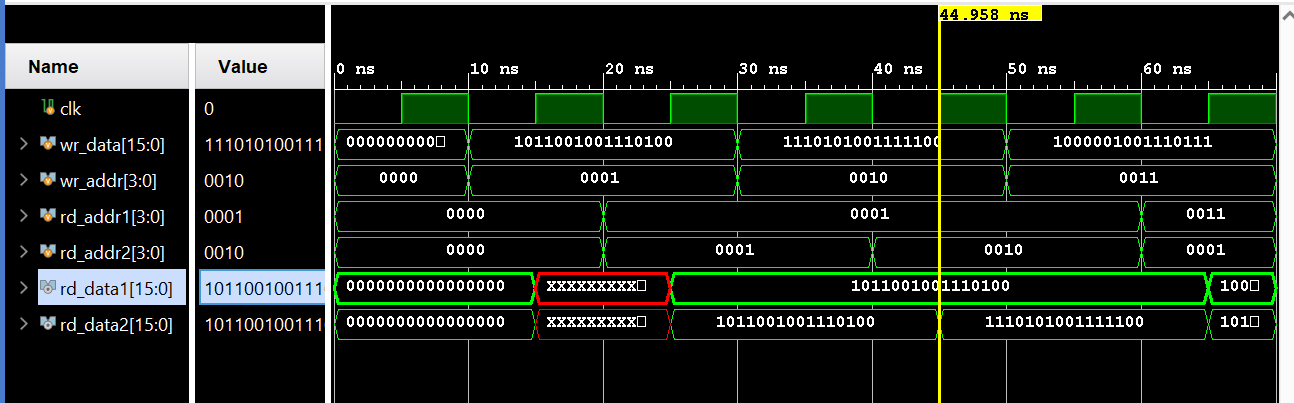 44.958 ns
Name Value
0 ns 10 ns 20 ns 30 ns 40 ns 50 ns 60 ns
clk 0
wr_data[15:0] 111010100111 000000000□ 1011001001110100 1110101001111100 1000001001110111
wr_addr[3:0] 0010 0000 0001 0010 0011
rd_addr1[3:0] 0001 0000 0001 0011
rd_addr2[3:0] 0010 0000 0001 0010 0001
rd_data1[15:0] 101100100111 0000000000000000 XXXXXXXXX□ 1011001001110100 100□
rd_data2[15:0] 101100100111 0000000000000000 XXXXXXXXX□ 1011001001110100 1110101001111100 101□